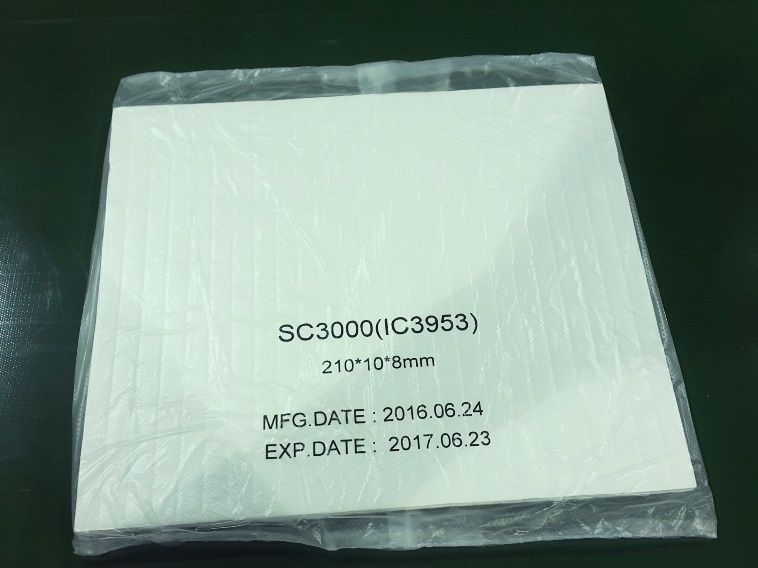 SC3000(IC3953)
210*10*8mm
MFG.DATE : 2016.06.24
EXP.DATE : 2017.06.23